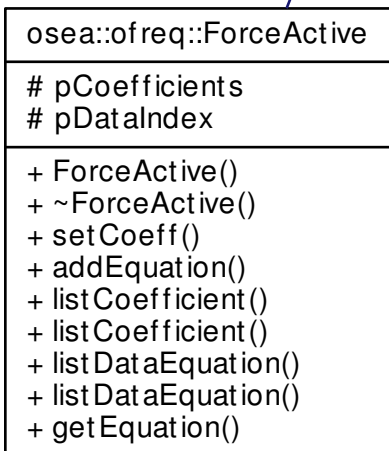 osea::ofreq::ForceActive
# pCoefficients
# pDataIndex
+ ForceActive()
+ ~ForceActive()
+ setCoeff()
+ addEquation()
+ listCoefficient()
+ listCoefficient()
+ listDataEquation()
+ listDataEquation()
+ getEquation()